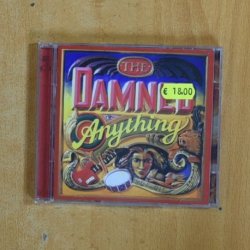 THE
DAMNED
€ 18.00
Anything